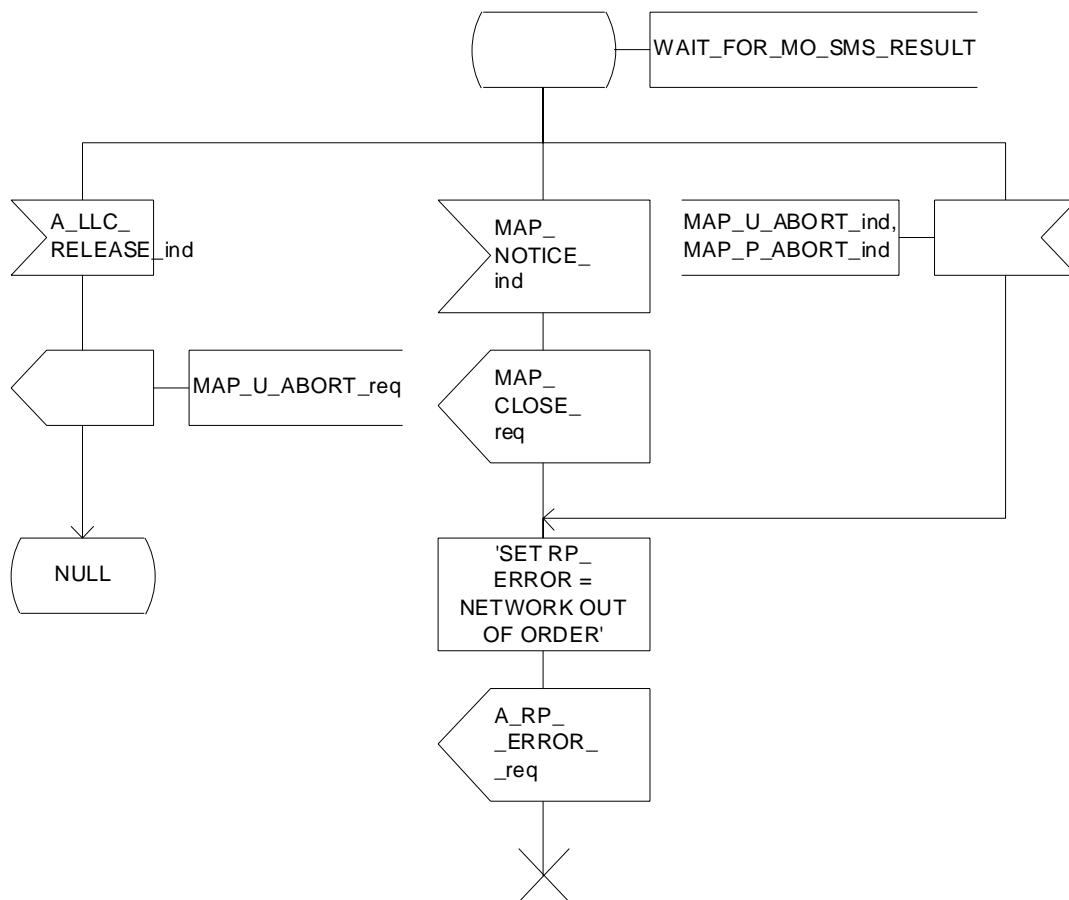 WAIT_FOR_MO_SMS_RESULT
A_LLC_
RELEASE_ind
MAP_
NOTICE_
ind
MAP_U_ABORT_ind,
MAP_P_ABORT_ind
MAP_U_ABORT_req
MAP_
CLOSE_
req
NULL
'SET RP_
ERROR =
NETWORK OUT
OF ORDER'
A_RP_
_ERROR_
_req